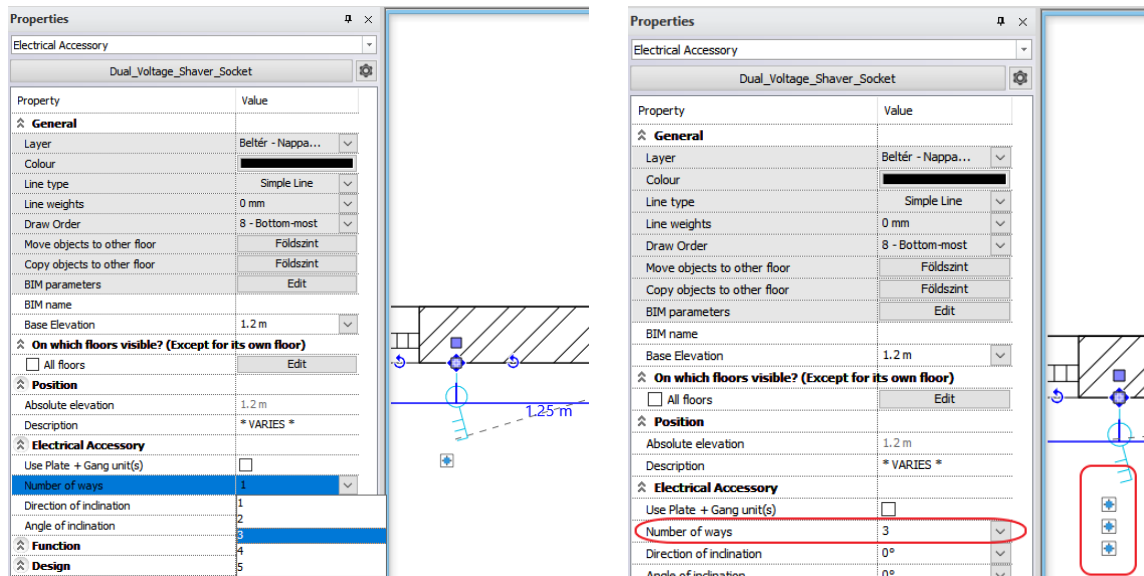 Properties
Electrical Accessory
Dual_Voltage_Shaver_Socket
Property Value
General
Layer Beltér - Nappa...
Colour
Line type Simple Line
Line weights 0 mm
Draw Order 8 - Bottom-most
Move objects to other floor Földszint
Copy objects to other floor Földszint
BIM parameters Edit
BIM name
Base Elevation 1.2 m
On which floors visible? (Except for its own floor)
All floors Edit
Position
Absolute elevation 1.2 m
Description * VARIES *
Electrical Accessory
Use Plate + Gang unit(s)
Number of ways 1
Direction of inclination 1
2
Angle of inclination 3
Function 4
Design 5
1.25 m
Properties
Electrical Accessory
Dual_Voltage_Shaver_Socket
Property Value
General
Layer Beltér - Nappa...
Colour
Line type Simple Line
Line weights 0 mm
Draw Order 8 - Bottom-most
Move objects to other floor Földszint
Copy objects to other floor Földszint
BIM parameters Edit
BIM name
Base Elevation 1.2 m
On which floors visible? (Except for its own floor)
All floors Edit
Position
Absolute elevation 1.2 m
Description * VARIES *
Electrical Accessory
Use Plate + Gang unit(s)
Number of ways 3
Direction of inclination 0°
Angle of inclination 0°